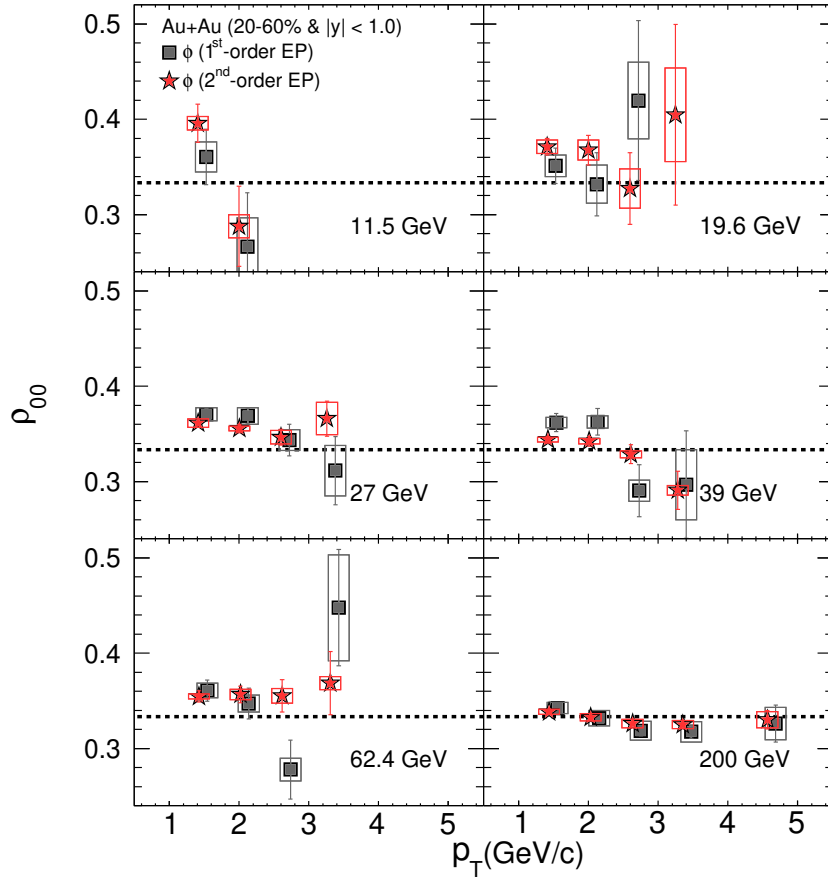 Au+Au (20-60% & |y| < 1.0)
ϕ (1st-order EP)
ϕ (2nd-order EP)
0.5
0.4
0.3
11.5 GeV
19.6 GeV
0.5
0.4
0.3
27 GeV
39 GeV
ρ00
0.5
0.4
0.3
62.4 GeV
200 GeV
1 2 3 4 5 1 2 3 4 5
pT (GeV/c)